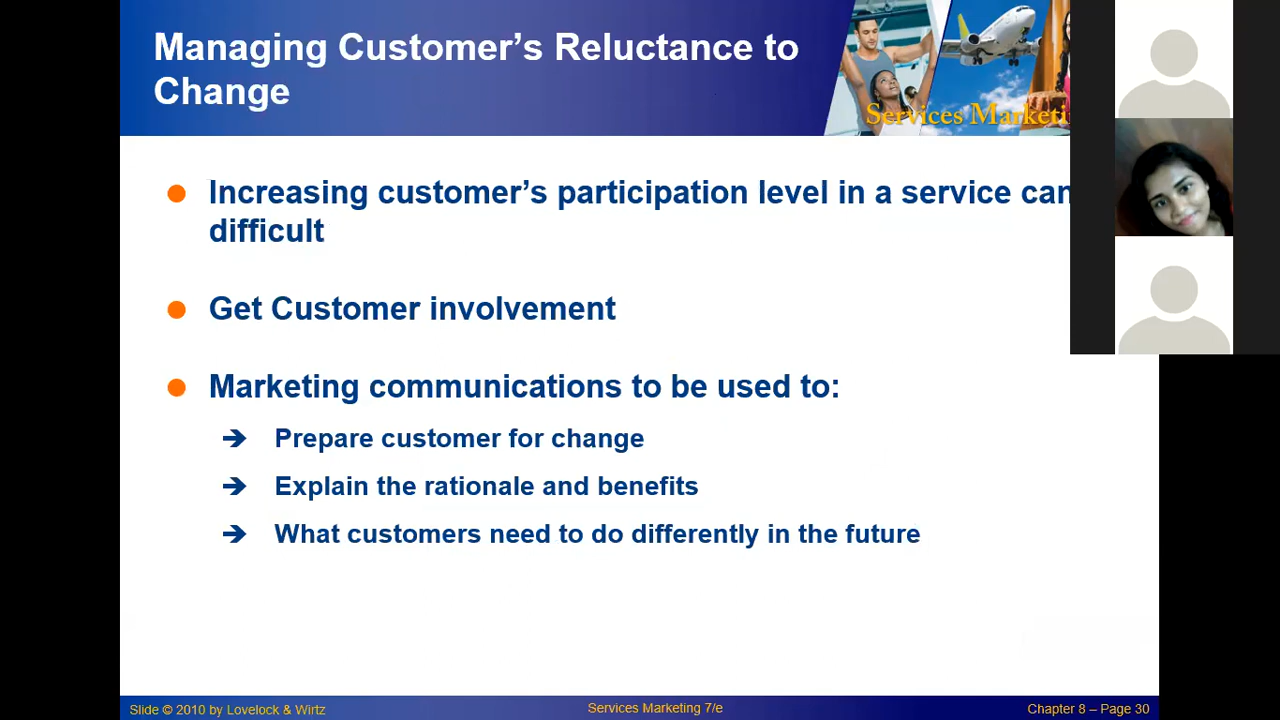 Managing Customer’s Reluctance to
Change
Services Marketi
Increasing customer’s participation level in a service can
difficult
Get Customer involvement
Marketing communications to be used to:
➔ Prepare customer for change
➔ Explain the rationale and benefits
➔ What customers need to do differently in the future
Slide © 2010 by Lovelock & Wirtz
Services Marketing 7/e
Chapter 8 – Page 30